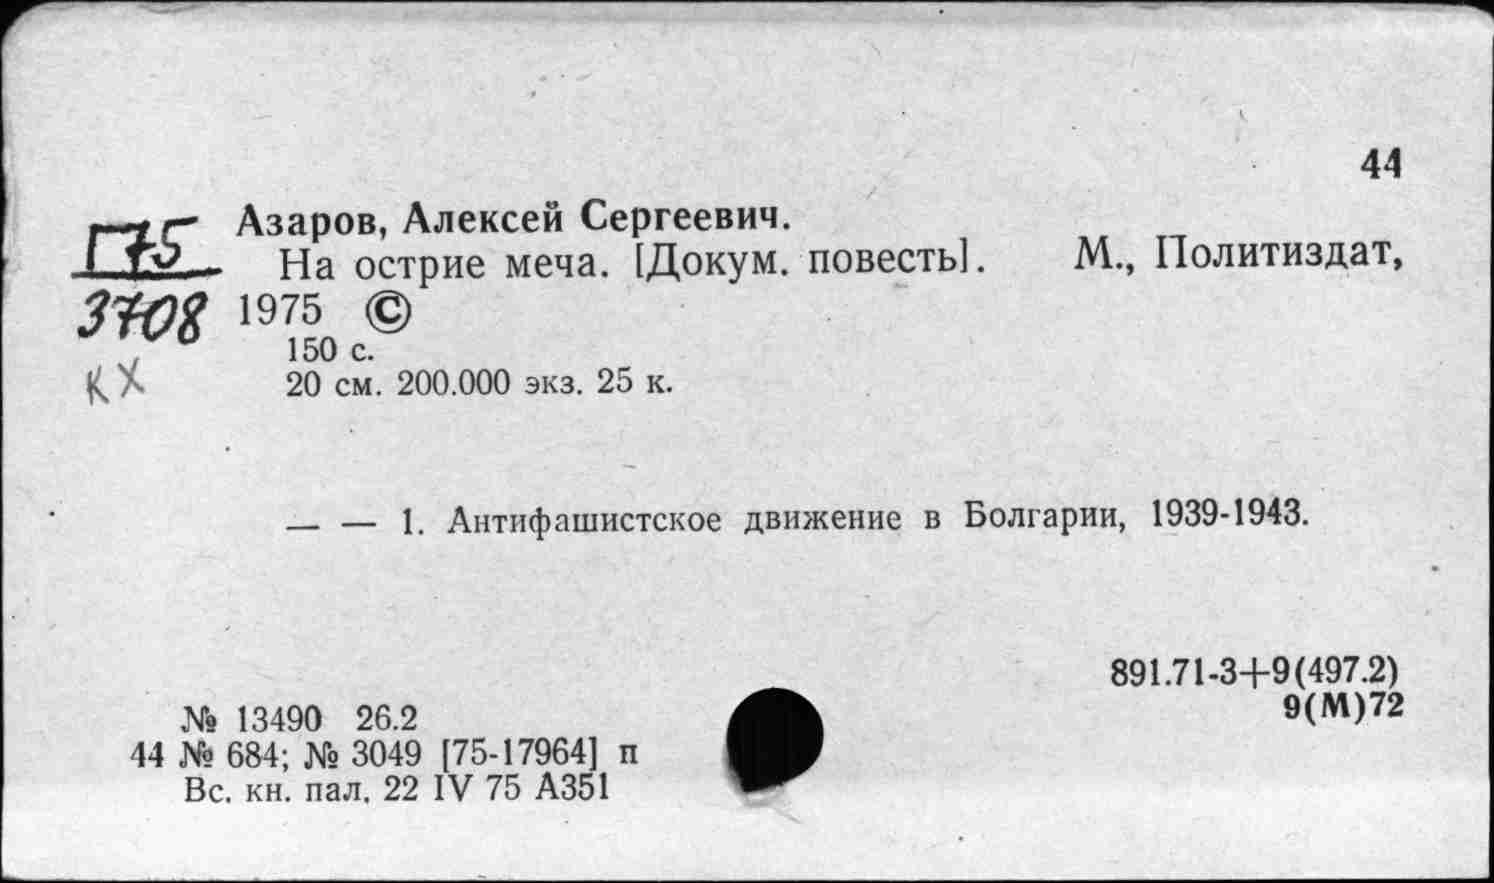 44
Азаров, Алексей Сергеевич.
П75 На острие меча. [Докум. повесть]. М., Политиздат,
3708 1975 ©
150 с.
КХ 20 см. 200.000 экз. 25 к.
— — 1. Антифашистское движение в Болгарии, 1939-1943.
891.71-3+9(497.2)
9(М)72
№ 13490 26.2
44 № 684; № 3049 [75-17964] п
Вс. кн. пал. 22 IV 75 А351